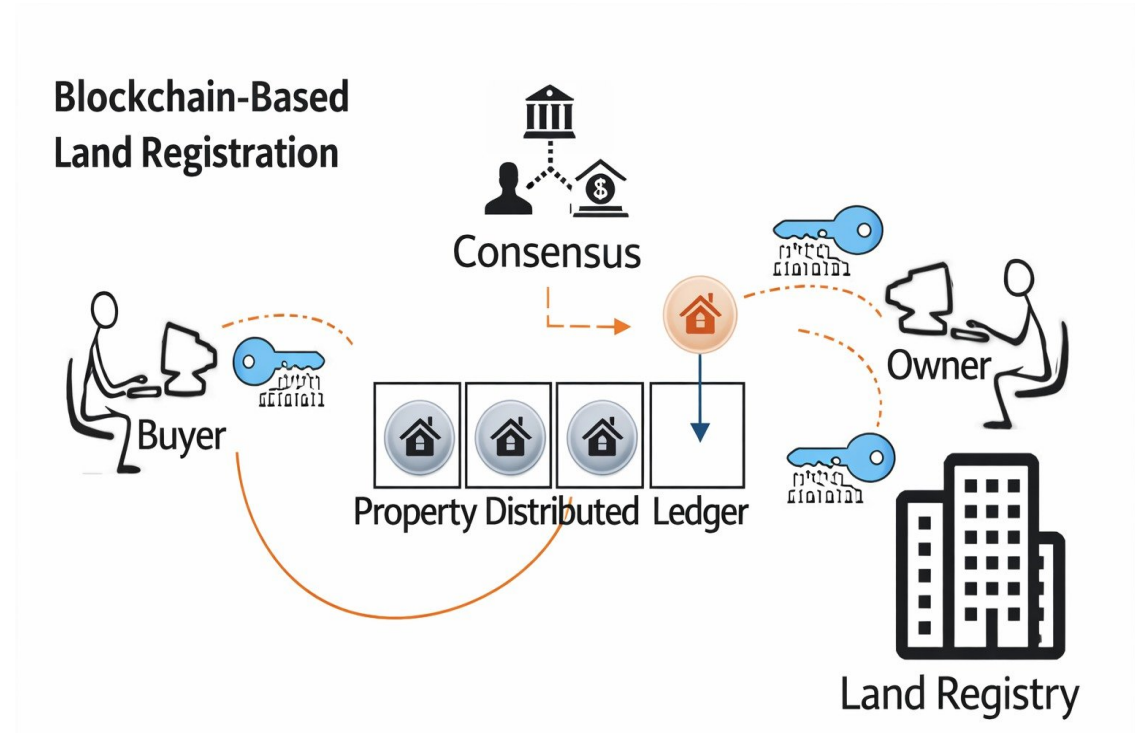 Blockchain-Based
Land Registration
Consensus
Owner
Buyer
Property Distributed Ledger
Land Registry